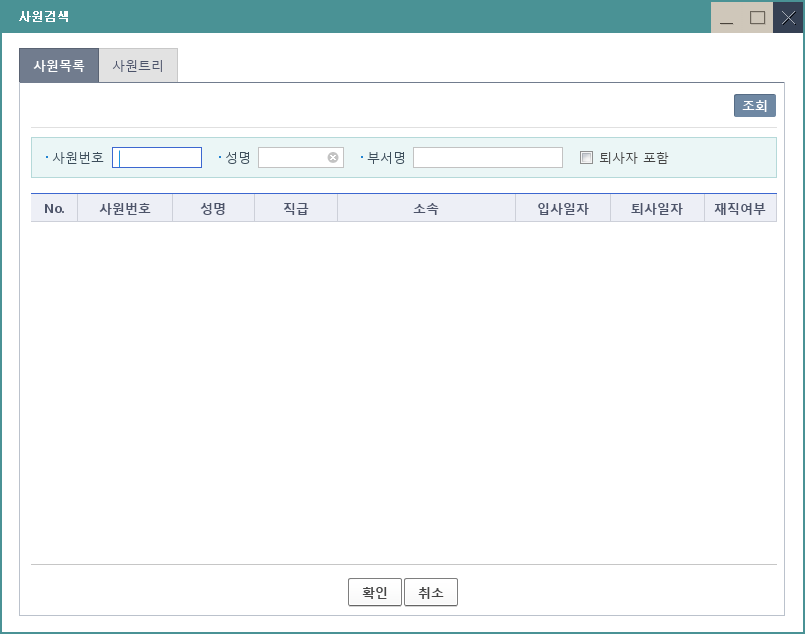 사원검색
사원목록 사원트리
조회
· 사원번호 · 성명 · 부서명 퇴사자 포함
No. 사원번호 성명 직급 소속 입사일자 퇴사일자 재직여부
확인 취소